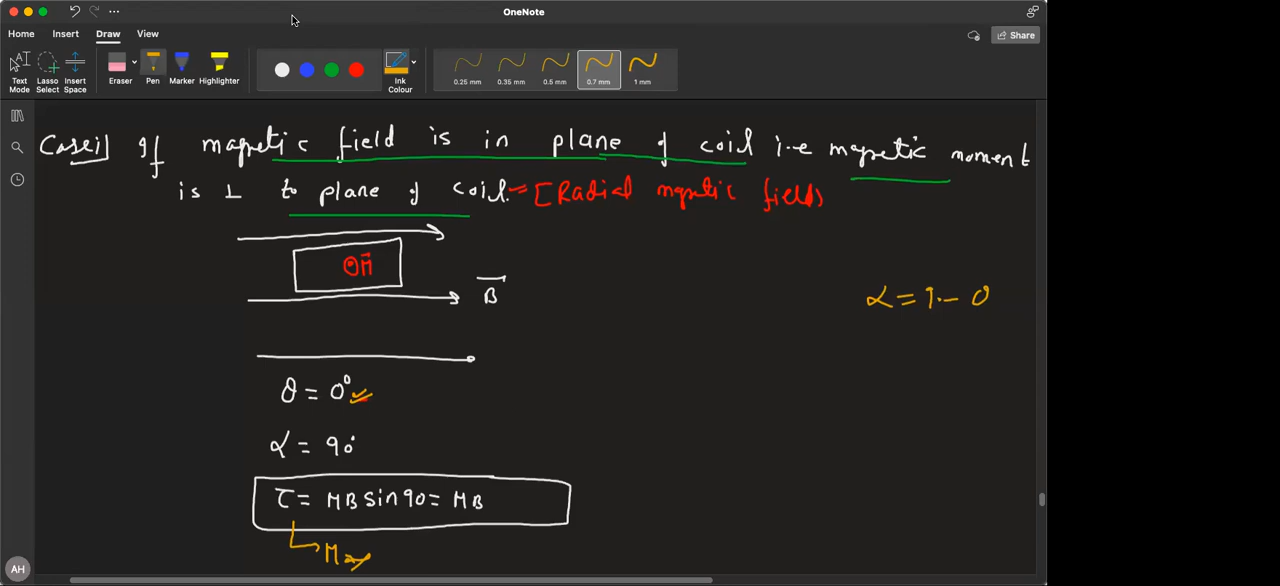 OneNote
Home Insert Draw View
Share
Text Mode
Lasso Select
Insert Space
Eraser
Pen
Marker
Highlighter
Ink Colour
0.25 mm
0.35 mm
0.5 mm
0.7 mm
1 mm
Case ii) If magnetic field is in plane of coil i.e magnetic moment
is ⊥ to plane of coil. = [Radial magnetic field)
⊙M⃗
B
α = 90 - θ
θ = 0°
α = 90°
τ = MB sin 90 = MB
Max
AH